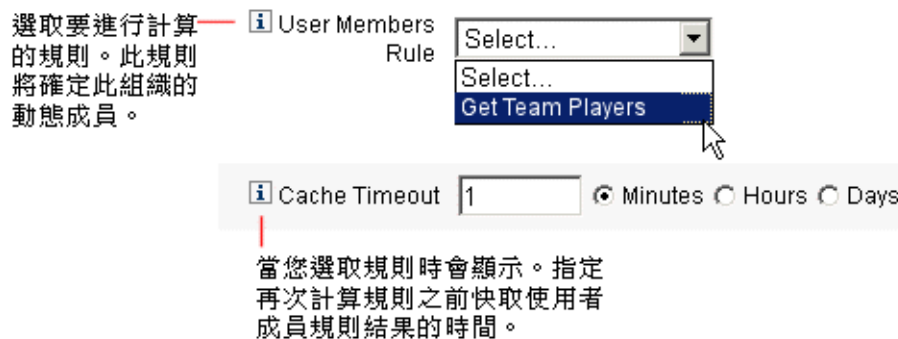 選取要進行計算
的規則。此規則
將確定此組織的
動態成員。
User Members
Rule
Select...
Select...
Get Team Players
Cache Timeout 1 Minutes Hours Days
當您選取規則時會顯示。指定
再次計算規則之前快取使用者
成員規則結果的時間。